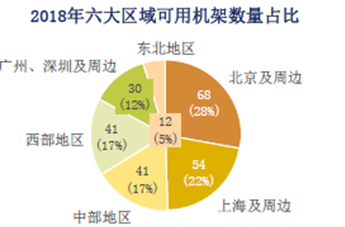 2018年六大区域可用机架数量占比
东北地区
广州、深圳及周边
30
(12%)
68
(28%)
北京及周边
12
(5%)
41
(17%)
西部地区
54
(22%)
上海及周边
41
(17%)
中部地区